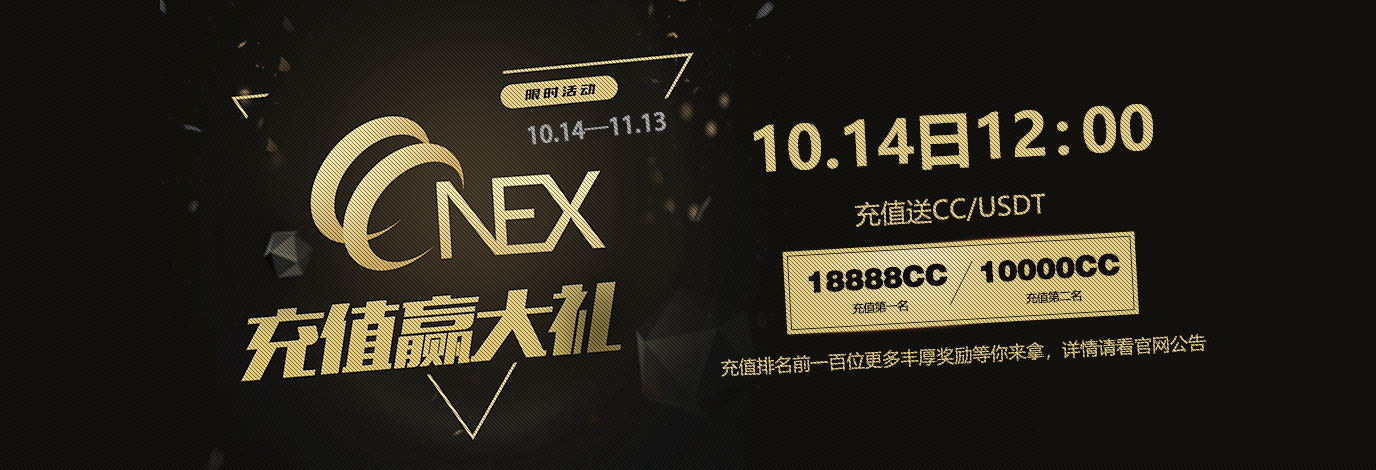 限时活动
10.14—11.13
CCNEX
充值赢大礼
10.14日12:00
充值送CC/USDT
18888CC / 10000CC
充值第一名 充值第二名
充值排名前一百位更多丰厚奖励等你来拿，详情请看官网公告